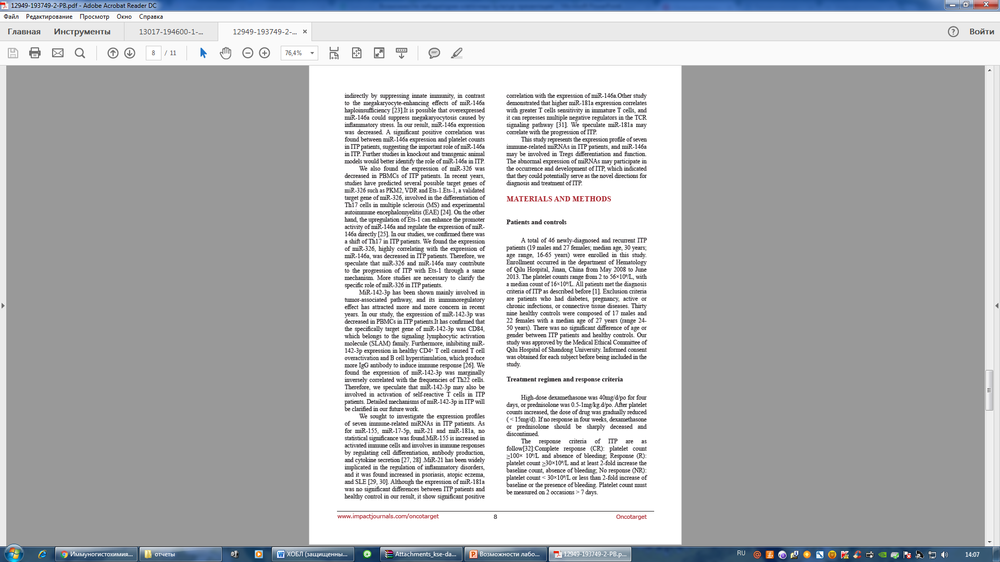 12949-193749-2-PB.pdf - Adobe Acrobat Reader DC
Файл Редактирование Просмотр Окно Справка
Главная Инструменты 13017-194600-1-... 12949-193749-2-... × Войти
8 / 11 76,4%
indirectly by suppressing innate immunity, in contrast
to the megakaryocyte-enhancing effects of miR-146a
haploinsufficiency [23].It is possible that overexpressed
miR-146a could suppress megakaryocytosis caused by
inflammatory stress. In our result, miR-146a expression
was decreased. A significant positive correlation was
found between miR-146a expression and platelet counts
in ITP patients, suggesting the important role of miR-146a
in ITP. Further studies in knockout and transgenic animal
models would better identify the role of miR-146a in ITP.
We also found the expression of miR-326 was
decreased in PBMCs of ITP patients. In recent years,
studies have predicted several possible target genes of
miR-326 such as PKM2, VDR and Ets-1.Ets-1, a validated
target gene of miR-326, involved in the differentiation of
Th17 cells in multiple sclerosis (MS) and experimental
autoimmune encephalomyelitis (EAE) [24]. On the other
hand, the upregulation of Ets-1 can enhance the promoter
activity of miR-146a and regulate the expression of miR-
146a directly [25]. In our studies, we confirmed there was
a shift of Th17 in ITP patients. We found the expression
of miR-326, highly correlating with the expression of
miR-146a, was decreased in ITP patients. Therefore, we
speculate that miR-326 and miR-146a may contribute
to the progression of ITP with Ets-1 through a same
mechanism. More studies are necessary to clarify the
specific role of miR-326 in ITP patients.
MiR-142-3p has been shown mainly involved in
tumor-associated pathway, and its immunoregulatory
effect has attracted more and more concern in recent
years. In our study, the expression of miR-142-3p was
decreased in PBMCs in ITP patients.It has confirmed that
the specifically target gene of miR-142-3p was CD84,
which belongs to the signaling lymphocytic activation
molecule (SLAM) family. Furthermore, inhibiting miR-
142-3p expression in healthy CD4⁺ T cell caused T cell
overactivation and B cell hyperstimulation, which produce
more IgG antibody to induce immune response [26]. We
found the expression of miR-142-3p was marginally
inversely correlated with the frequencies of Th22 cells.
Therefore, we speculate that miR-142-3p may also be
involved in activation of self-reactive T cells in ITP
patients. Detailed mechanisms of miR-142-3p in ITP will
be clarified in our future work.
We sought to investigate the expression profiles
of seven immune-related miRNAs in ITP patients. As
for miR-155, miR-17-5p, miR-21 and miR-181a, no
statistical significance was found.MiR-155 is increased in
activated immune cells and involves in immune responses
by regulating cell differentiation, antibody production,
and cytokine secretion [27, 28] .MiR-21 has been widely
implicated in the regulation of inflammatory disorders,
and it was found increased in psoriasis, atopic eczema,
and SLE [29, 30]. Although the expression of miR-181a
was no significant differences between ITP patients and
healthy control in our result, it show significant positive
correlation with the expression of miR-146a.Other study
demonstrated that higher miR-181a expression correlates
with greater T cells sensitivity in immature T cells, and
it can represses multiple negative regulators in the TCR
signaling pathway [31]. We speculate miR-181a may
correlate with the progression of ITP.
This study represents the expression profile of seven
immune-related miRNAs in ITP patients, and miR-146a
may be involved in Tregs differentiation and function.
The abnormal expression of miRNAs may participate in
the occurrence and development of ITP, which indicated
that they could potentially serve as the novel directions for
diagnosis and treatment of ITP.
MATERIALS AND METHODS
Patients and controls
A total of 46 newly-diagnosed and recurrent ITP
patients (19 males and 27 females; median age, 30 years;
age range, 16-65 years) were enrolled in this study.
Enrollment occurred in the department of Hematology
of Qilu Hospital, Jinan, China from May 2008 to June
2013. The platelet counts range from 2 to 56×10⁹/L, with
a median count of 16×10⁹/L. All patients met the diagnosis
criteria of ITP as described before [1]. Exclusion criteria
are patients who had diabetes, pregnancy, active or
chronic infections, or connective tissue diseases. Thirty
nine healthy controls were composed of 17 males and
22 females with a median age of 27 years (range 24-
50 years). There was no significant difference of age or
gender between ITP patients and healthy controls. Our
study was approved by the Medical Ethical Committee of
Qilu Hospital of Shandong University. Informed consent
was obtained for each subject before being included in the
study.
Treatment regimen and response criteria
High-dose dexamethasone was 40mg/d/po for four
days, or prednisolone was 0.5-1mg/kg.d/po. After platelet
counts increased, the dose of drug was gradually reduced
( < 15mg/d). If no response in four weeks, dexamethasone
or prednisolone should be sharply deceased and
discontinued.
The response criteria of ITP are as
follow[32]:Complete response (CR): platelet count
≥100× 10⁹/L and absence of bleeding; Response (R):
platelet count ≥30×10⁹/L and at least 2-fold increase the
baseline count, absence of bleeding; No response (NR):
platelet count < 30×10⁹/L or less than 2-fold increase of
baseline or the presence of bleeding. Platelet count must
be measured on 2 occasions > 7 days.
www.impactjournals.com/oncotarget 8 Oncotarget
Иммуногистохимия... отчеты ХОБЛ (защищенны... Attachments_kse-da... Возможности лабо... 12949-193749-2-PB.p... RU 14:07